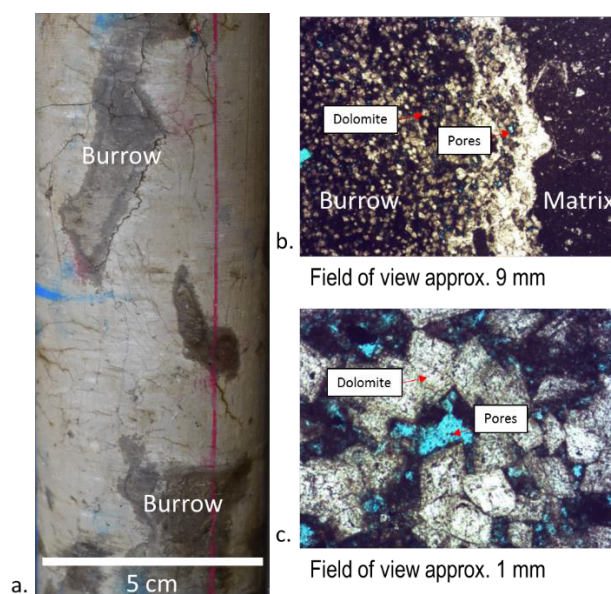 Burrow
Burrow
5 cm
a.
Dolomite
Pores
Burrow
Matrix
b.
Field of view approx. 9 mm
Dolomite
Pores
c.
Field of view approx. 1 mm